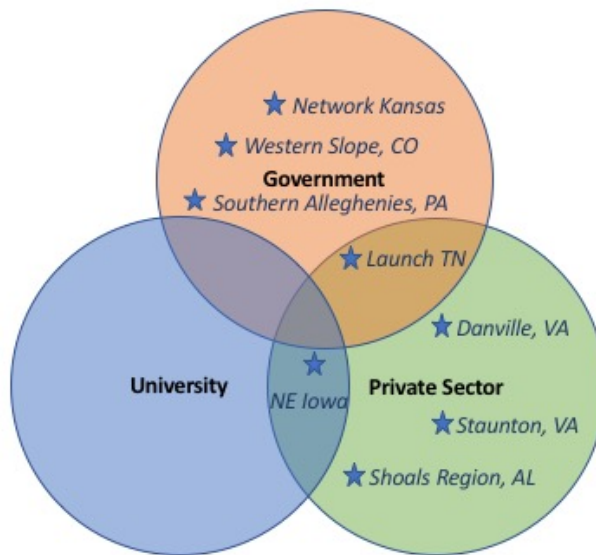 Network Kansas
Western Slope, CO
Government
Southern Alleghenies, PA
Launch TN
Danville, VA
University
Private Sector
NE Iowa
Staunton, VA
Shoals Region, AL